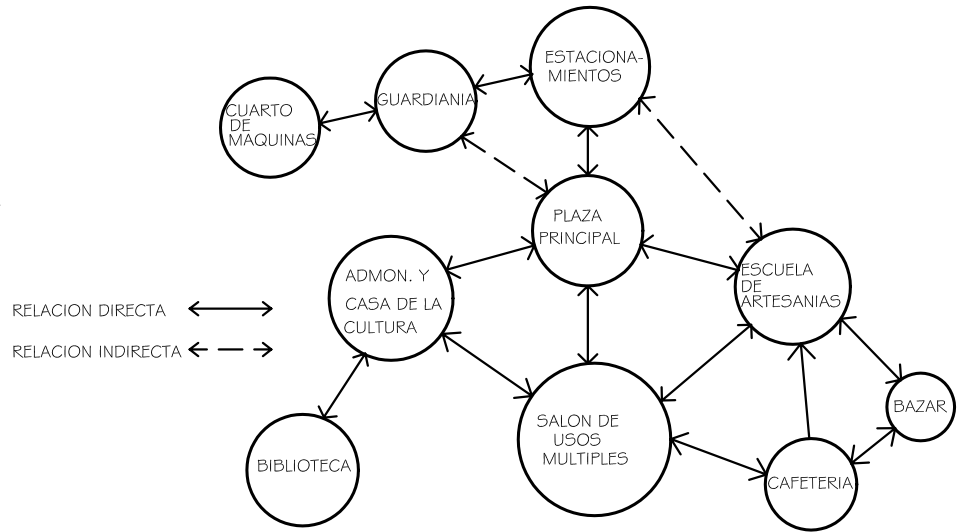 ESTACIONA-
MIENTOS
GUARDIANIA
CUARTO
DE
MAQUINAS
PLAZA
PRINCIPAL
ADMON. Y
CASA DE LA
CULTURA
ESCUELA
DE
ARTESANIAS
RELACION DIRECTA
RELACION INDIRECTA
BAZAR
SALON DE
USOS
MULTIPLES
BIBLIOTECA
CAFETERIA